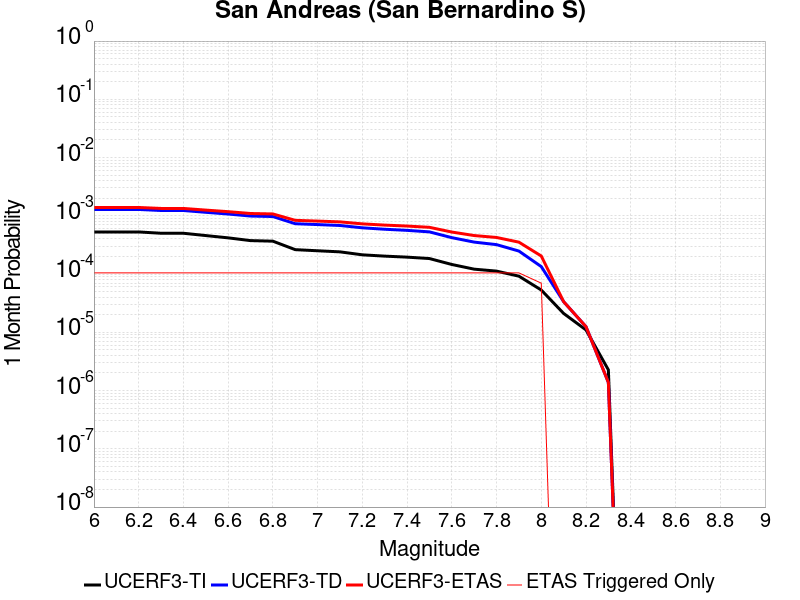 San Andreas (San Bernardino S)
10^0
10^-1
10^-2
10^-3
10^-4
10^-5
10^-6
10^-7
10^-8
1 Month Probability
6 6.2 6.4 6.6 6.8 7 7.2 7.4 7.6 7.8 8 8.2 8.4 8.6 8.8 9
Magnitude
UCERF3-TI UCERF3-TD UCERF3-ETAS ETAS Triggered Only